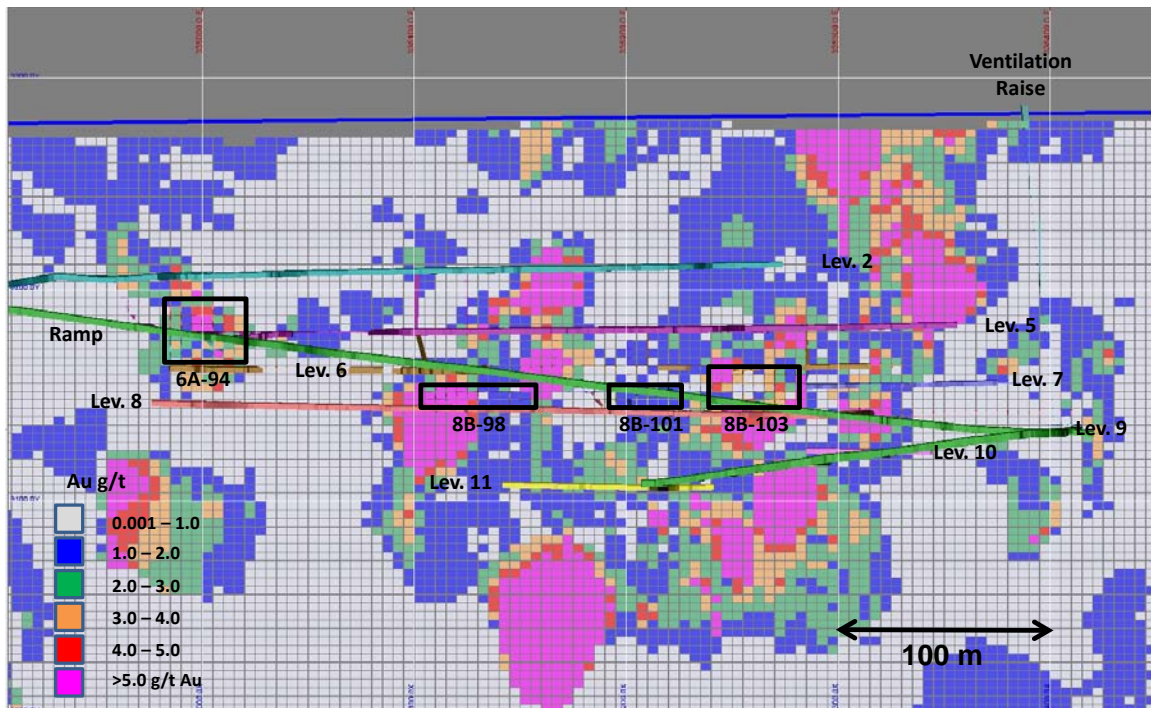 Ventilation
Raise
Lev. 2
Lev. 5
Ramp
Lev. 6
6A-94
Lev. 7
Lev. 8
8B-98
8B-101
8B-103
Lev. 9
Lev. 10
Lev. 11
Au g/t
0.001 – 1.0
1.0 – 2.0
2.0 – 3.0
3.0 – 4.0
4.0 – 5.0
>5.0 g/t Au
100 m